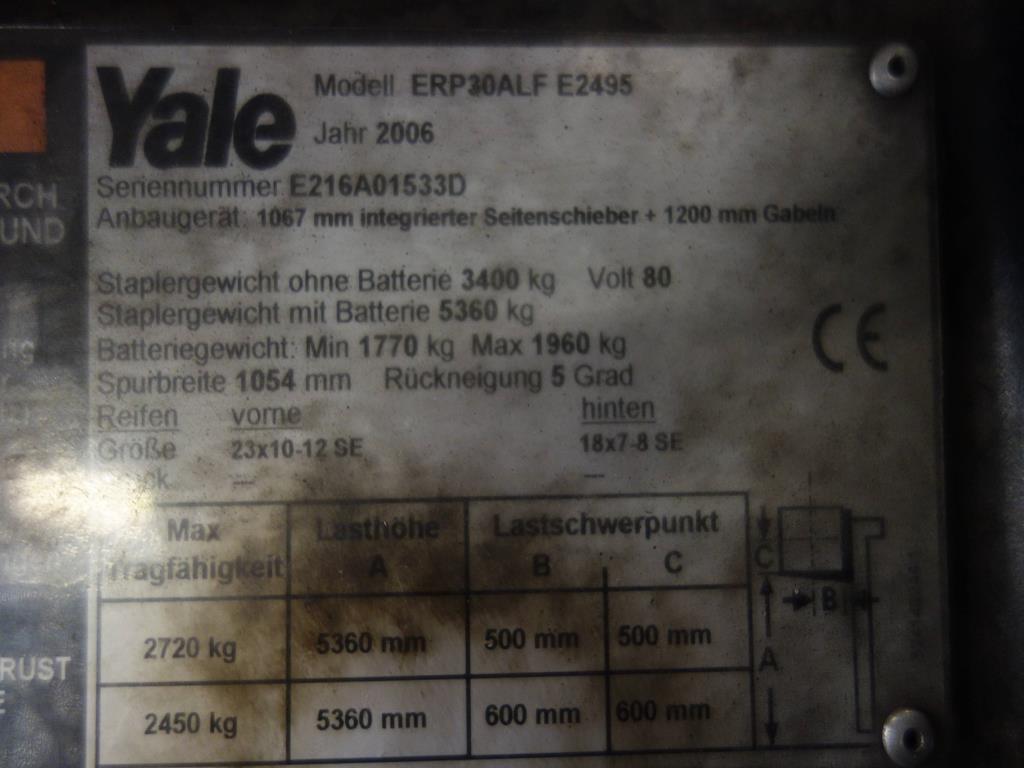 Yale
Modell ERP30ALF E2495
Jahr 2006
Seriennummer E216A01533D
Anbaugerät: 1067 mm integrierter Seitenschieber + 1200 mm Gabeln
Staplergewicht ohne Batterie 3400 kg Volt 80
Staplergewicht mit Batterie 5360 kg
Batteriegewicht: Min 1770 kg Max 1960 kg
Spurbreite 1054 mm Rückneigung 5 Grad
CE
Reifen vorne hinten
Größe 23x10-12 SE 18x7-8 SE
--- ---
Max Lasthöhe Lastschwerpunkt
Tragfähigkeit A B C
2720 kg 5360 mm 500 mm 500 mm
2450 kg 5360 mm 600 mm 600 mm
C
B
A
RCH
UND
RUST
E